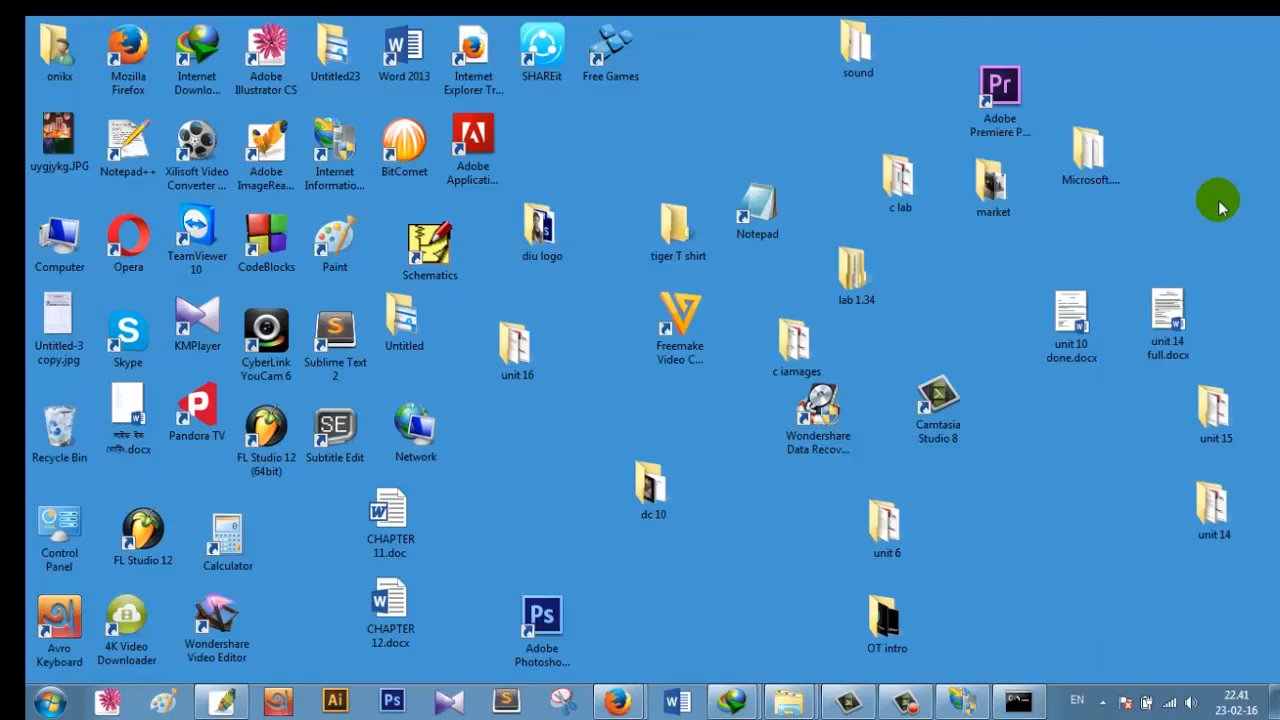 onikx
Mozilla
Firefox
Internet
Downlo...
Adobe
Illustrator CS
Untitled23
Word 2013
Internet
Explorer Tr...
SHAREit
Free Games
sound
Pr
Adobe
Premiere P...
uygjykg.JPG
Notepad++
Xilisoft Video
Converter ...
Adobe
ImageRea...
Internet
Informatio...
BitComet
Adobe
Applicati...
c lab
market
Microsoft....
Computer
Opera
TeamViewer
10
CodeBlocks
Paint
Schematics
diu logo
tiger T shirt
Notepad
lab 1.34
Untitled-3
copy.jpg
Skype
KMPlayer
CyberLink
YouCam 6
Sublime Text
2
Untitled
unit 16
Freemake
Video C...
c iamages
unit 10
done.docx
unit 14
full.docx
Recycle Bin
.docx
Pandora TV
FL Studio 12
(64bit)
SE
Subtitle Edit
Network
Wondershare
Data Recov...
Camtasia
Studio 8
unit 15
Control
Panel
FL Studio 12
Calculator
CHAPTER
11.doc
dc 10
unit 6
unit 14
Avro
Keyboard
4K Video
Downloader
Wondershare
Video Editor
CHAPTER
12.docx
Ps
Adobe
Photosho...
OT intro
Ai
Ps
EN
22.41
23-02-16